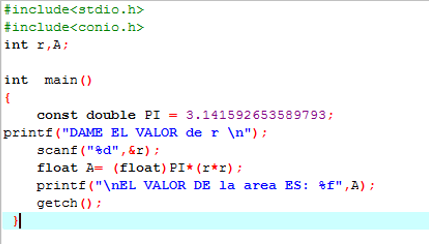 #include<stdio.h>
#include<conio.h>
int r,A;
int  main()
{
const double PI = 3.141592653589793;
printf("DAME EL VALOR de r \n");
scanf("%d",&r);
float A= (float)PI*(r*r);
printf("\nEL VALOR DE la area ES: %f",A);
getch();
}